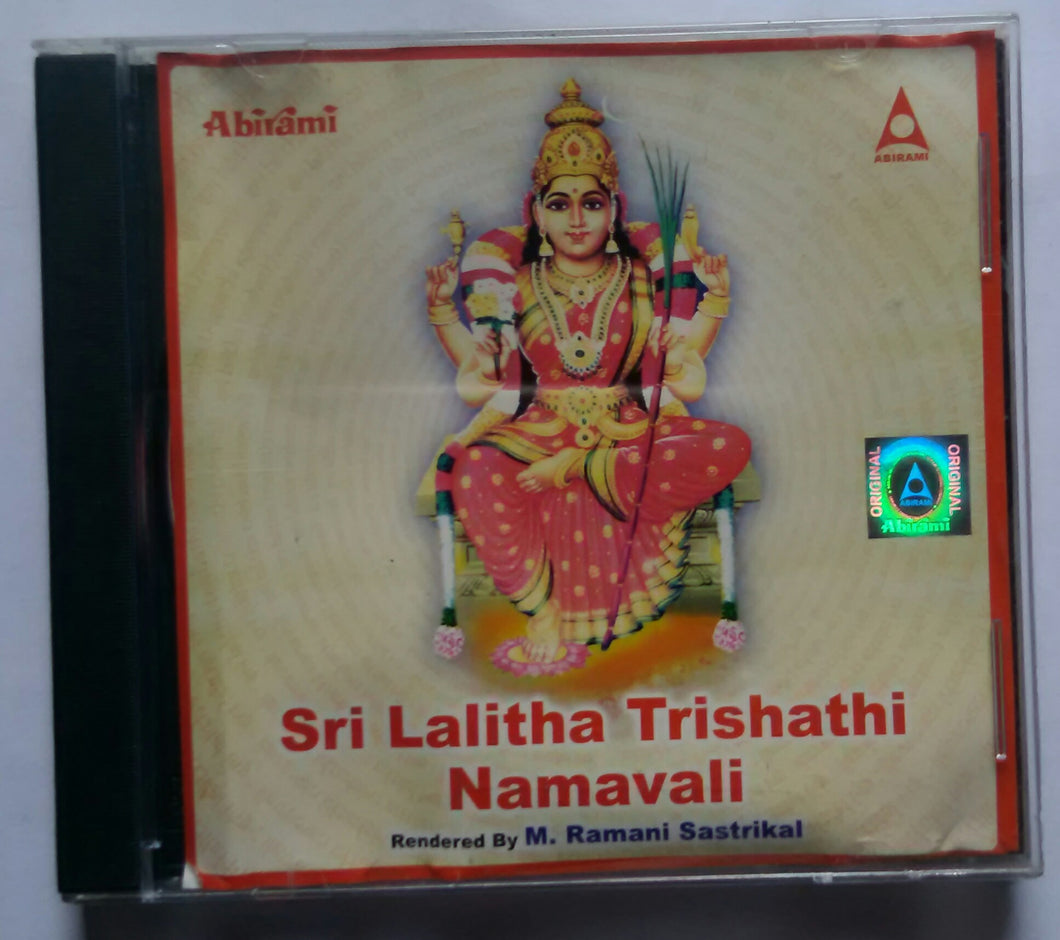 Abirami
ABIRAMI
ORIGINAL
ABIRAMI
ORIGINAL
Abirami
Sri Lalitha Trishathi
Namavali
Rendered By M. Ramani Sastrikal